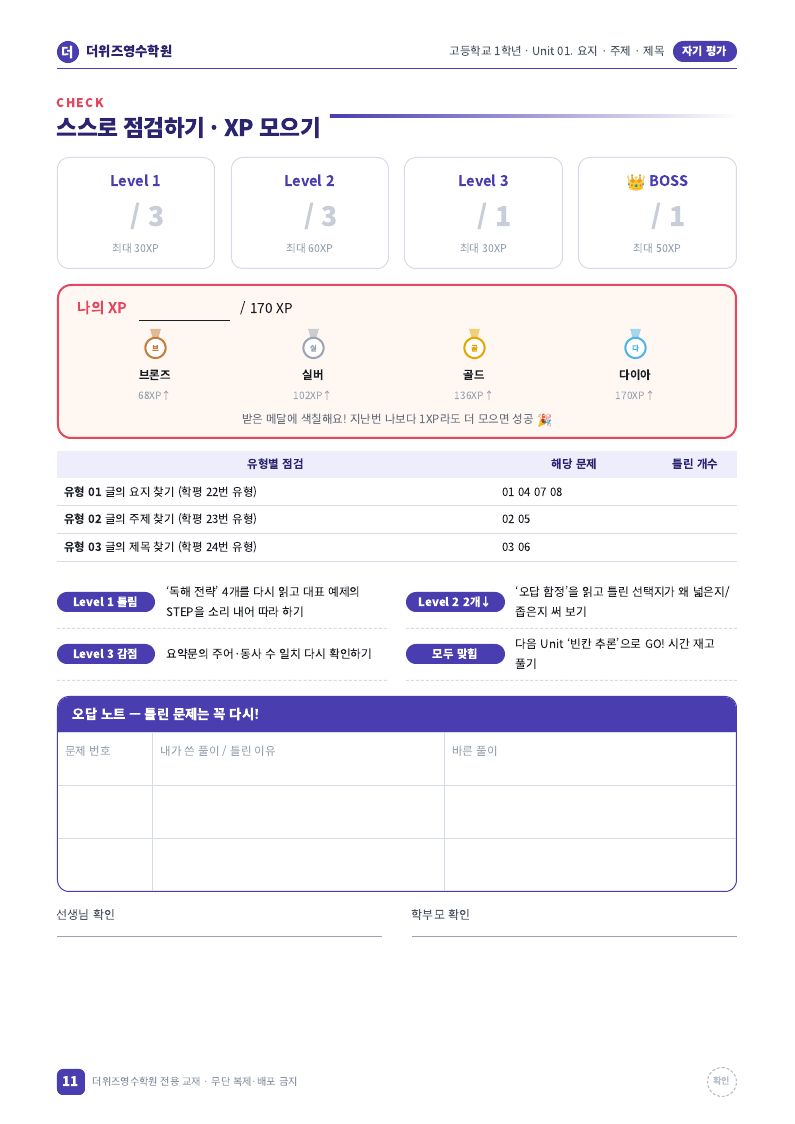 더 더위즈영수학원
고등학교 1학년 · Unit 01. 요지 · 주제 · 제목 자기 평가
CHECK
스스로 점검하기 · XP 모으기
Level 1
/ 3
최대 30XP
Level 2
/ 3
최대 60XP
Level 3
/ 1
최대 30XP
👑 BOSS
/ 1
최대 50XP
나의 XP / 170 XP
브 실 골 다
브론즈 실버 골드 다이아
68XP↑ 102XP↑ 136XP↑ 170XP↑
받은 메달에 색칠해요! 지난번 나보다 1XP라도 더 모으면 성공 🎉
유형별 점검 해당 문제 틀린 개수
유형 01 글의 요지 찾기 (학평 22번 유형) 01 04 07 08
유형 02 글의 주제 찾기 (학평 23번 유형) 02 05
유형 03 글의 제목 찾기 (학평 24번 유형) 03 06
Level 1 틀림
‘독해 전략’ 4개를 다시 읽고 대표 예제의
STEP을 소리 내어 따라 하기
Level 2 2개↓
‘오답 함정’을 읽고 틀린 선택지가 왜 넓은지/
좁은지 써 보기
Level 3 감점 요약문의 주어·동사 수 일치 다시 확인하기
모두 맞힘
다음 Unit ‘빈칸 추론’으로 GO! 시간 재고
풀기
오답 노트 — 틀린 문제는 꼭 다시!
문제 번호 내가 쓴 풀이 / 틀린 이유 바른 풀이
선생님 확인 학부모 확인
11 더위즈영수학원 전용 교재 · 무단 복제·배포 금지 확인